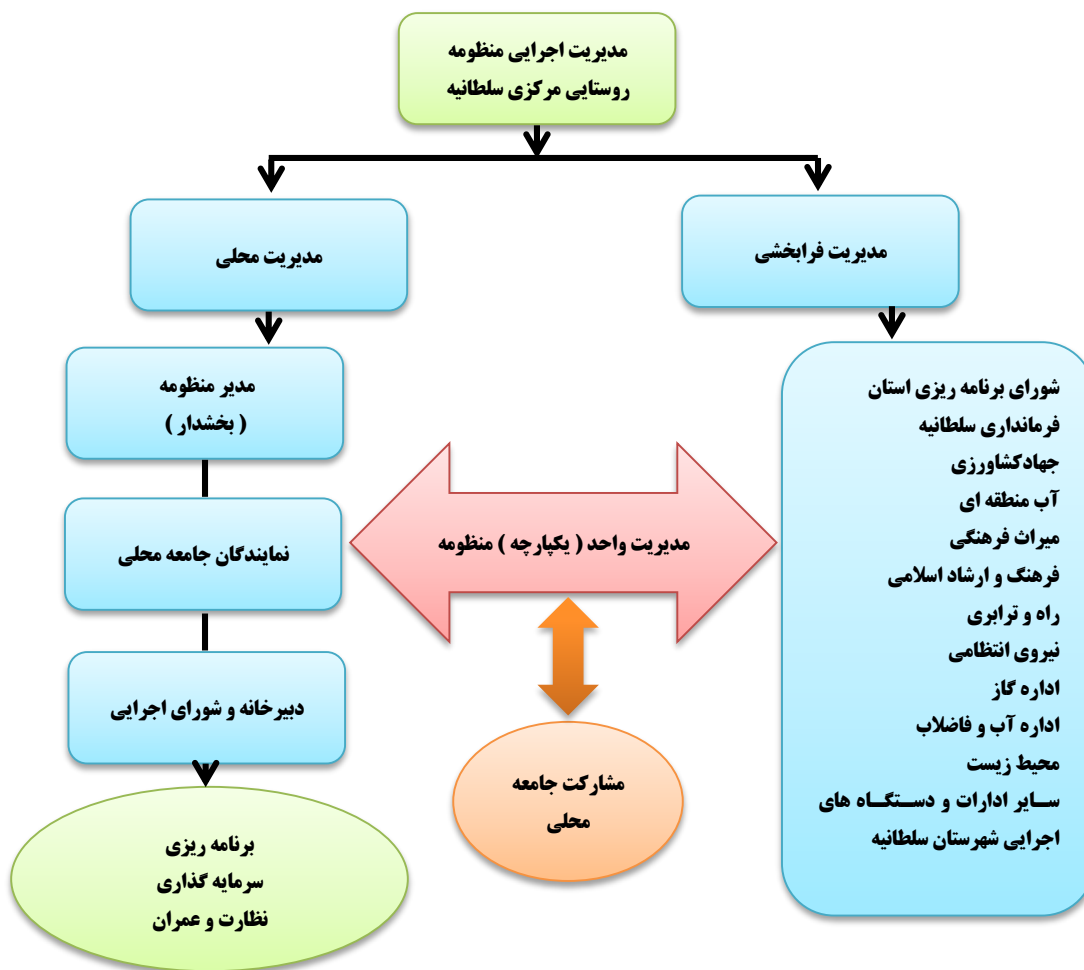 مدیریت اجرایی منظومه
روستایی مرکزی سلطانیه
مدیریت فرابخشی
مدیریت محلی
شورای برنامه ریزی استان
فرمانداری سلطانیه
جهادکشاورزی
آب منطقه ای
میراث فرهنگی
فرهنگ و ارشاد اسلامی
راه و ترابری
نیروی انتظامی
اداره گاز
اداره آب و فاضلاب
محیط زیست
سایر ادارات و دستگاه های
اجرایی شهرستان سلطانیه
مدیریت واحد ( یکپارچه ) منظومه
مشارکت جامعه
محلی
مدیر منظومه
( بخشدار )
نمایندگان جامعه محلی
دبیرخانه و شورای اجرایی
برنامه ریزی
سرمایه گذاری
نظارت و عمران